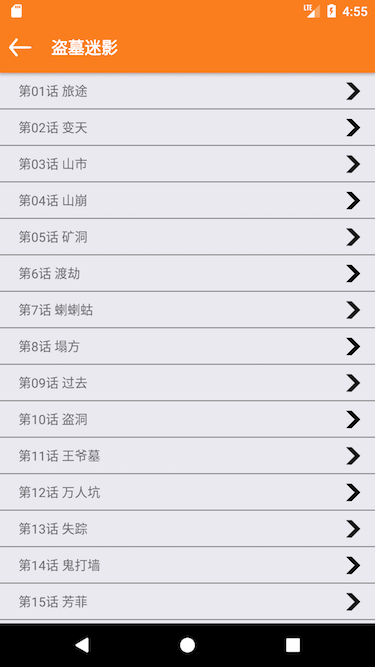 LTE 4:55
盗墓迷影
第01话 旅途
第02话 变天
第03话 山市
第04话 山崩
第05话 矿洞
第6话 渡劫
第7话 蝲蝲蛄
第8话 塌方
第09话 过去
第10话 盗洞
第11话 王爷墓
第12话 万人坑
第13话 失踪
第14话 鬼打墙
第15话 芳菲